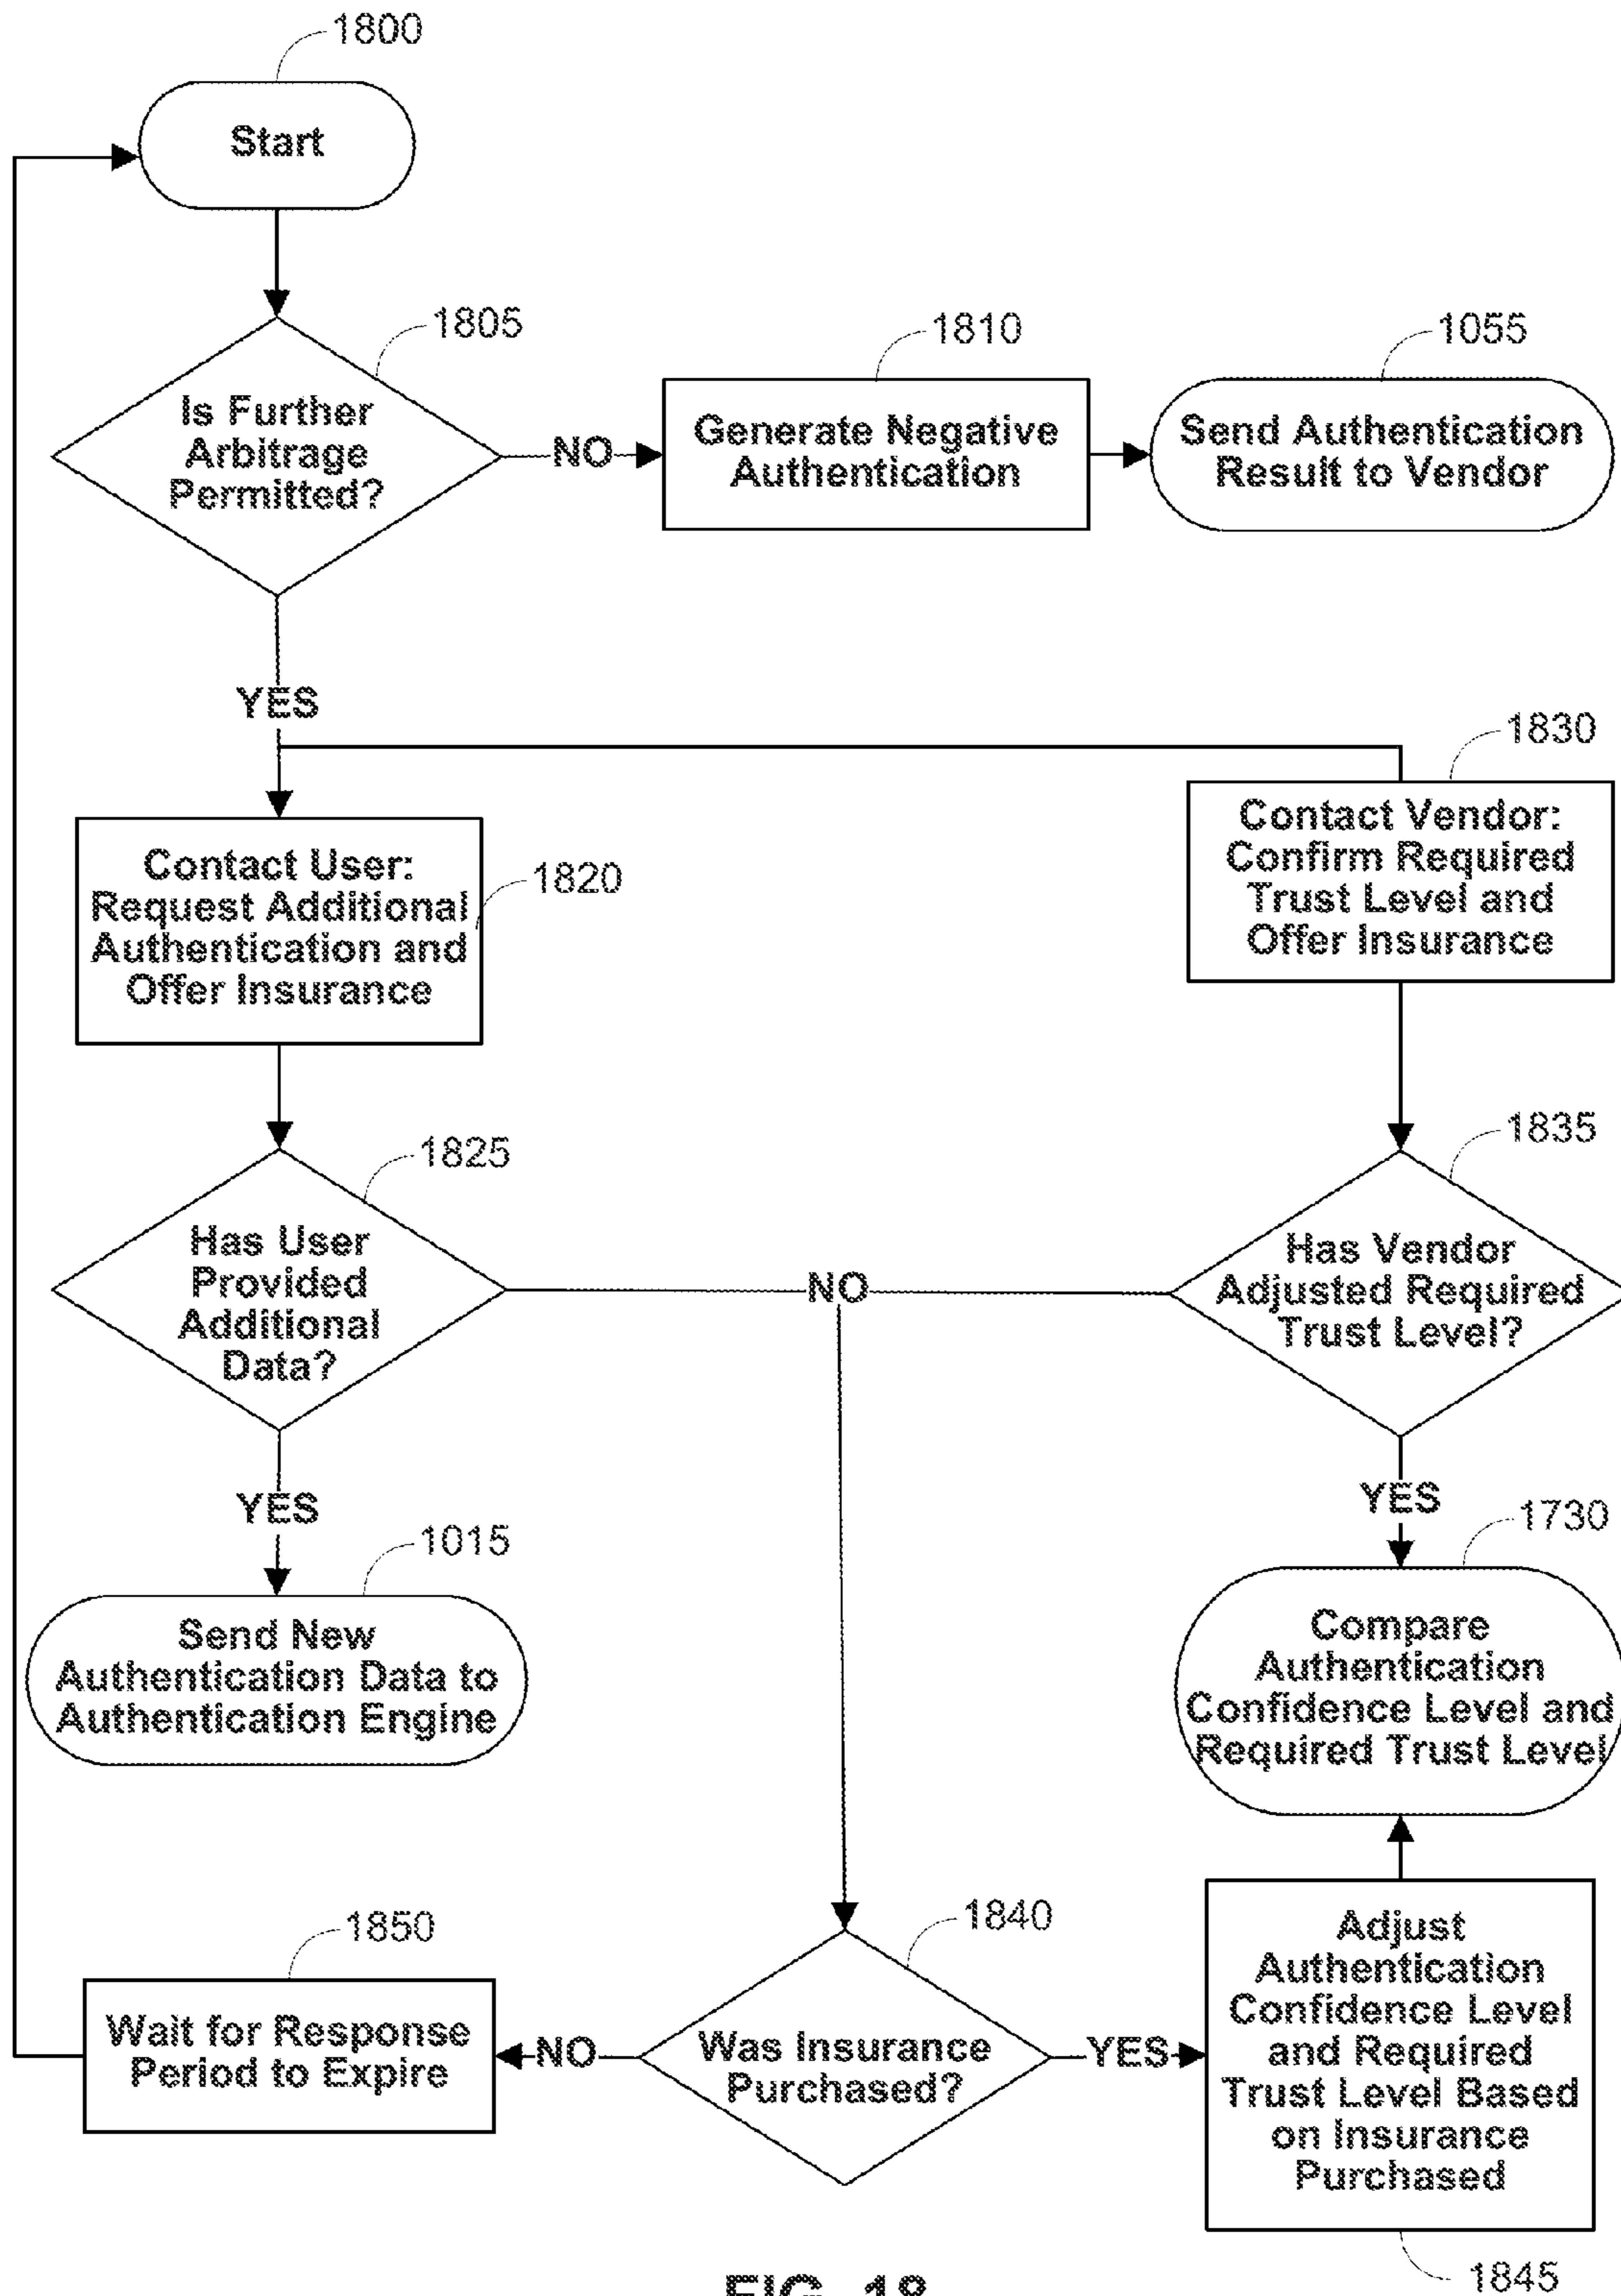 1800
Start
1805
Is Further
Arbitrage
Permitted?
NO
1810
Generate Negative
Authentication
1055
Send Authentication
Result to Vendor
YES
1830
Contact Vendor:
Confirm Required
Trust Level and
Offer Insurance
Contact User:
Request Additional
Authentication and
Offer Insurance
1820
1825
Has User
Provided
Additional
Data?
NO
1835
Has Vendor
Adjusted Required
Trust Level?
YES
1015
Send New
Authentication Data to
Authentication Engine
YES
1730
Compare
Authentication
Confidence Level and
Required Trust Level
1850
Wait for Response
Period to Expire
NO
1840
Was Insurance
Purchased?
YES
Adjust
Authentication
Confidence Level
and Required
Trust Level Based
on Insurance
Purchased
1845
FIG. 18